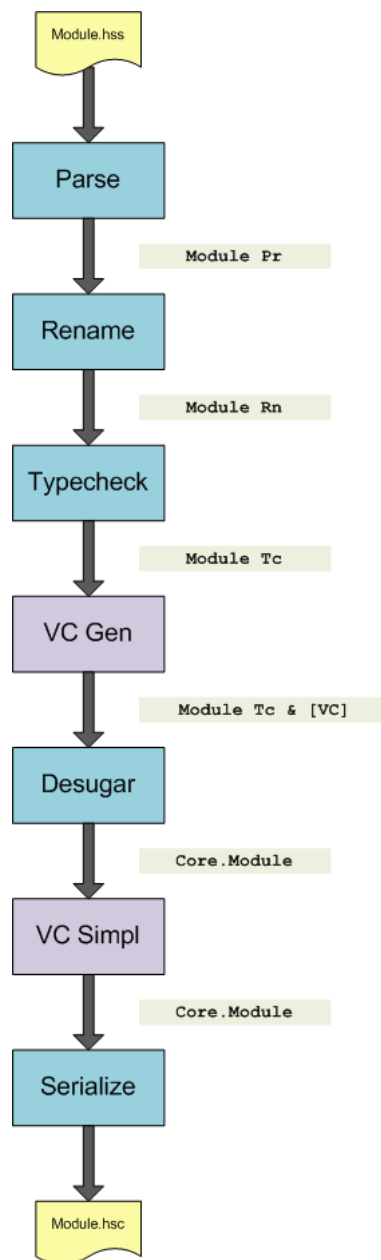 Module.hss
Parse
Module Pr
Rename
Module Rn
Typecheck
Module Tc
VC Gen
Module Tc & [VC]
Desugar
Core.Module
VC Simpl
Core.Module
Serialize
Module.hsc